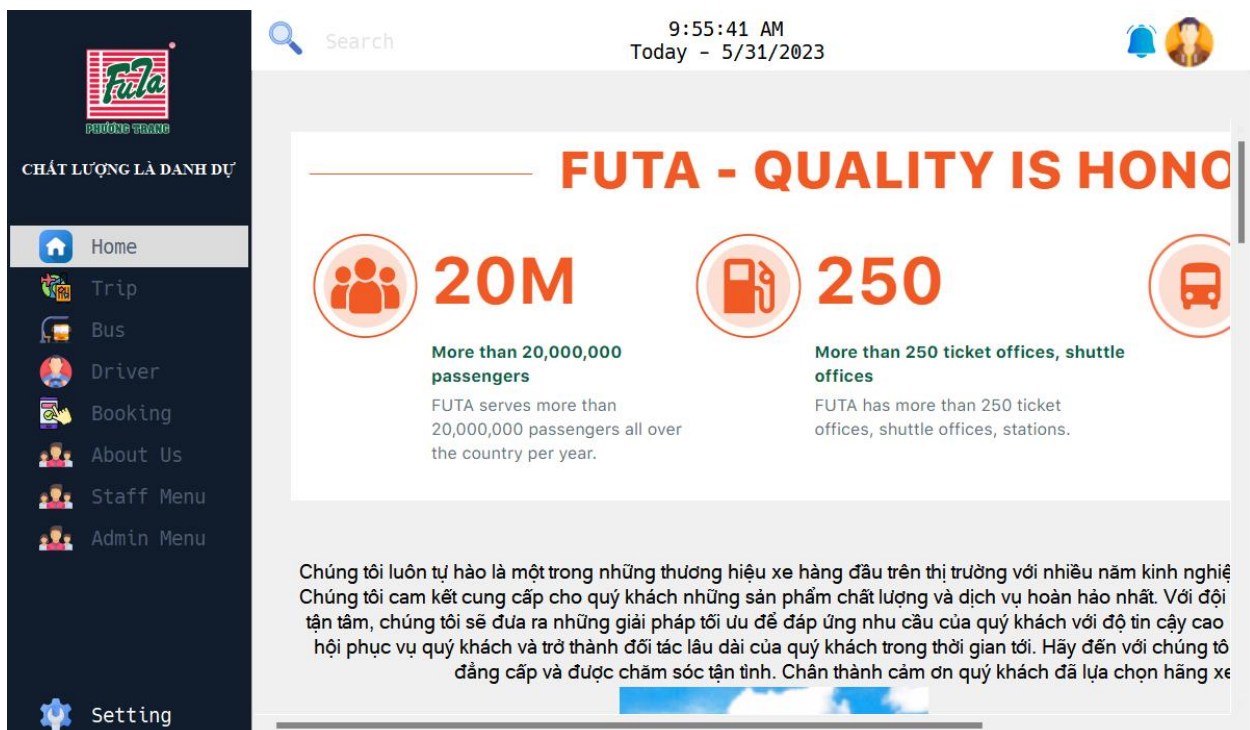 FuTa
PHƯƠNG TRANG
CHẤT LƯỢNG LÀ DANH DỰ
Home
Trip
Bus
Driver
Booking
About Us
Staff Menu
Admin Menu
Setting
Search
9:55:41 AM
Today - 5/31/2023
FUTA - QUALITY IS HONO
20M
More than 20,000,000
passengers
FUTA serves more than
20,000,000 passengers all over
the country per year.
250
More than 250 ticket offices, shuttle
offices
FUTA has more than 250 ticket
offices, shuttle offices, stations.
Chúng tôi luôn tự hào là một trong những thương hiệu xe hàng đầu trên thị trường với nhiều năm kinh nghiệ
Chúng tôi cam kết cung cấp cho quý khách những sản phẩm chất lượng và dịch vụ hoàn hảo nhất. Với đội
tận tâm, chúng tôi sẽ đưa ra những giải pháp tối ưu để đáp ứng nhu cầu của quý khách với độ tin cậy cao
hội phục vụ quý khách và trở thành đối tác lâu dài của quý khách trong thời gian tới. Hãy đến với chúng tô
đẳng cấp và được chăm sóc tận tình. Chân thành cảm ơn quý khách đã lựa chọn hãng xe